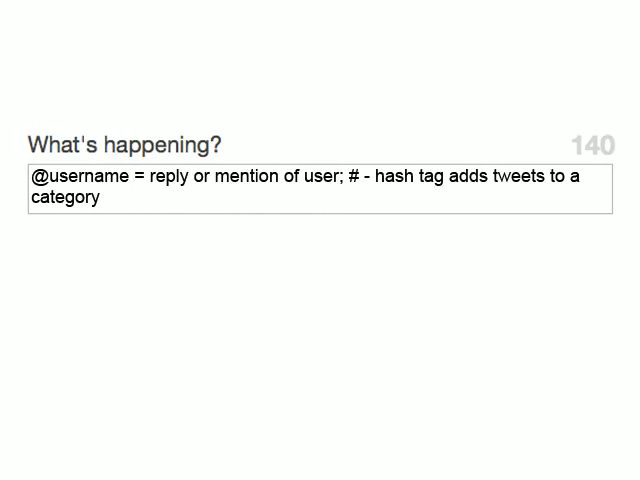 What's happening?
140
@username = reply or mention of user; # - hash tag adds tweets to a
category